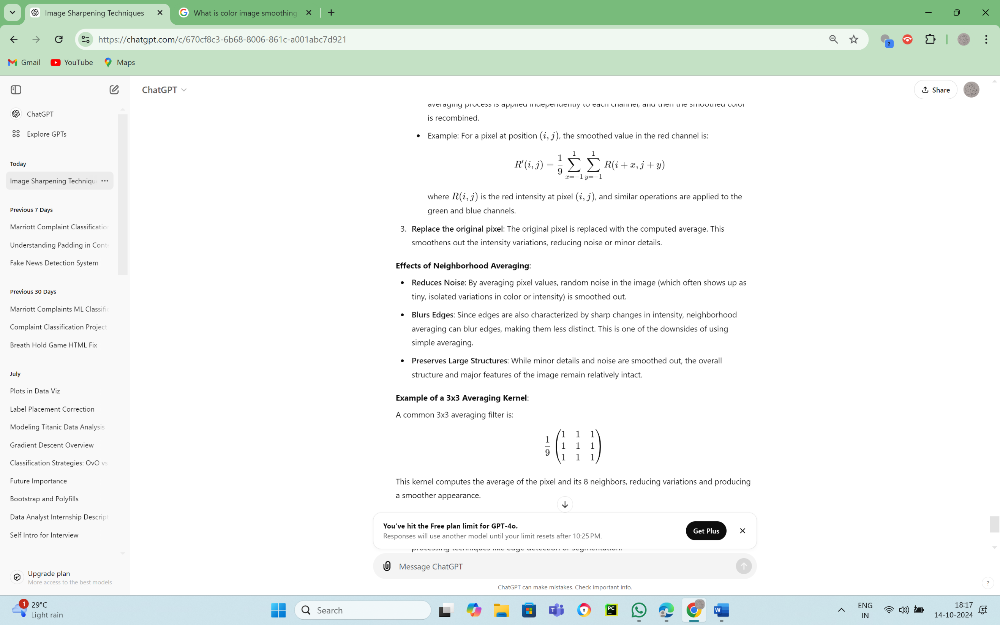 Image Sharpening Techniques
What is color image smoothing
https://chatgpt.com/c/670cf8c3-6b68-8006-861c-a001abc7d921
Gmail
YouTube
Maps
ChatGPT
Share
ChatGPT
Explore GPTs
Today
Image Sharpening Techniqu
Previous 7 Days
Marriott Complaint Classification
Understanding Padding in Cont
Fake News Detection System
Previous 30 Days
Marriott Complaints ML Classific
Complaint Classification Project
Breath Hold Game HTML Fix
July
Plots in Data Viz
Label Placement Correction
Modeling Titanic Data Analysis
Gradient Descent Overview
Classification Strategies: OvO vs
Future Importance
Bootstrap and Polyfills
Data Analyst Internship Descript
Self Intro for Interview
Upgrade plan
More access to the best models
averaging process is applied independently to each channel, and then the smoothed color
is recombined.
• Example: For a pixel at position (i, j), the smoothed value in the red channel is:
R′(i, j) = 1/9 ∑_{x=−1}^{1} ∑_{y=−1}^{1} R(i + x, j + y)
where R(i, j) is the red intensity at pixel (i, j), and similar operations are applied to the
green and blue channels.
3. Replace the original pixel: The original pixel is replaced with the computed average. This
smoothens out the intensity variations, reducing noise or minor details.
Effects of Neighborhood Averaging:
• Reduces Noise: By averaging pixel values, random noise in the image (which often shows up as
tiny, isolated variations in color or intensity) is smoothed out.
• Blurs Edges: Since edges are also characterized by sharp changes in intensity, neighborhood
averaging can blur edges, making them less distinct. This is one of the downsides of using
simple averaging.
• Preserves Large Structures: While minor details and noise are smoothed out, the overall
structure and major features of the image remain relatively intact.
Example of a 3x3 Averaging Kernel:
A common 3x3 averaging filter is:
1/9
1 1 1
1 1 1
1 1 1
This kernel computes the average of the pixel and its 8 neighbors, reducing variations and producing
a smoother appearance.
You've hit the Free plan limit for GPT-4o.
Responses will use another model until your limit resets after 10:25 PM.
Get Plus
processing techniques like edge detection or segmentation.
Message ChatGPT
ChatGPT can make mistakes. Check important info.
?
1
29°C
Light rain
Search
ENG
IN
18:17
14-10-2024